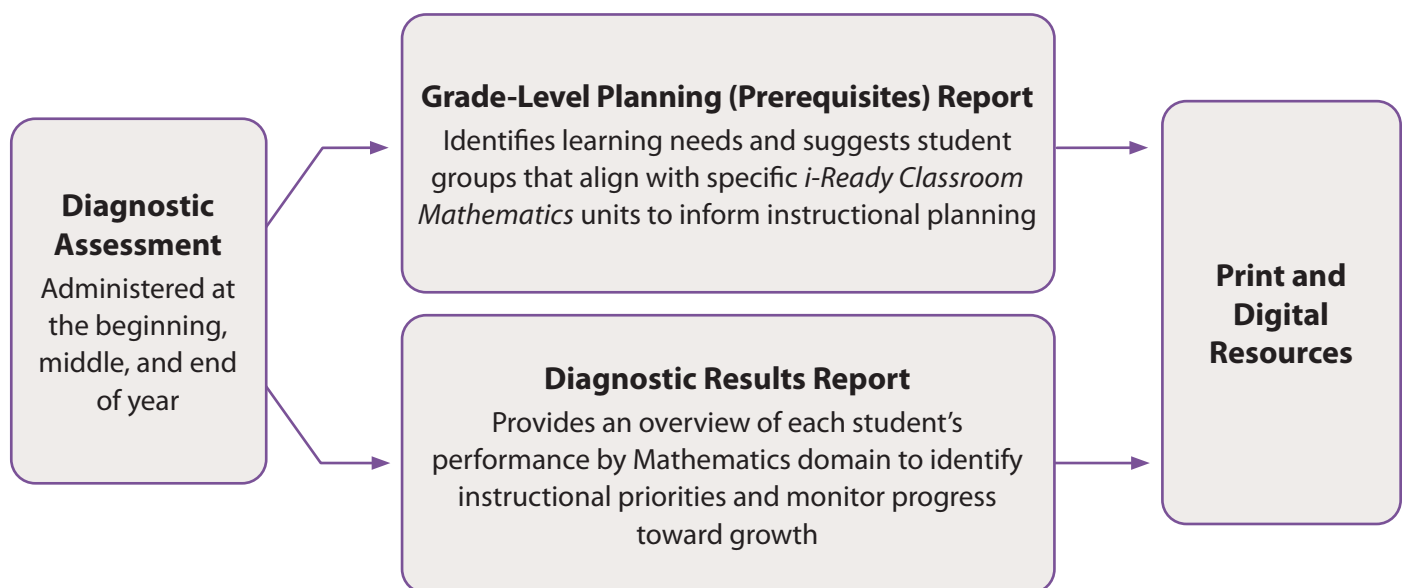 Diagnostic
Assessment
Administered at
the beginning,
middle, and end
of year
Grade-Level Planning (Prerequisites) Report
Identifies learning needs and suggests student
groups that align with specific i-Ready Classroom
Mathematics units to inform instructional planning
Diagnostic Results Report
Provides an overview of each student’s
performance by Mathematics domain to identify
instructional priorities and monitor progress
toward growth
Print and
Digital
Resources